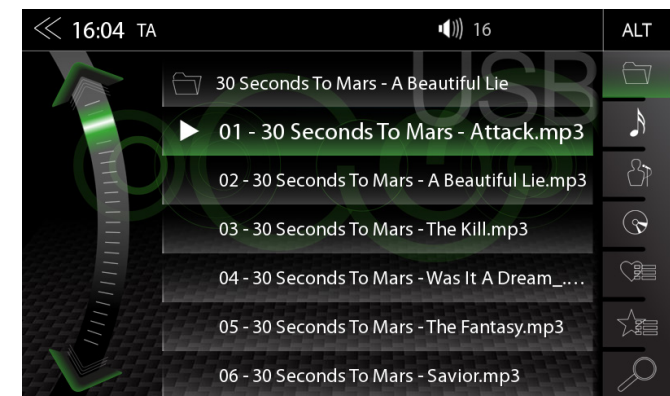 16:04 TA 16 ALT
USB
30 Seconds To Mars - A Beautiful Lie
01 - 30 Seconds To Mars - Attack.mp3
02 - 30 Seconds To Mars - A Beautiful Lie.mp3
03 - 30 Seconds To Mars - The Kill.mp3
04 - 30 Seconds To Mars - Was It A Dream_....
05 - 30 Seconds To Mars - The Fantasy.mp3
06 - 30 Seconds To Mars - Savior.mp3